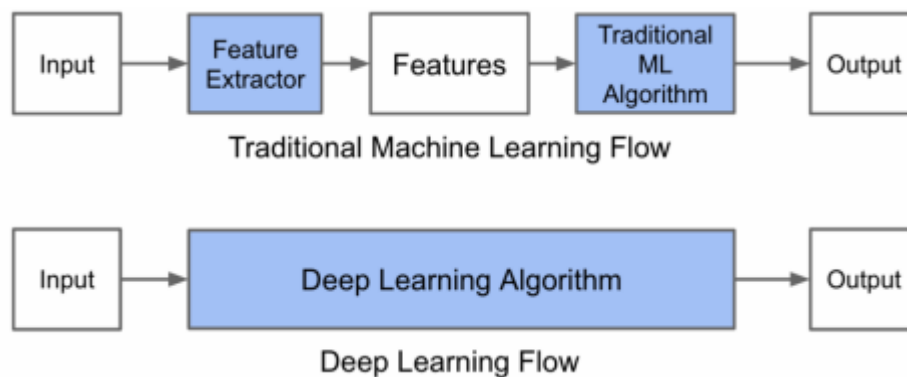 Input
Feature
Extractor
Features
Traditional
ML
Algorithm
Output
Traditional Machine Learning Flow
Input
Deep Learning Algorithm
Output
Deep Learning Flow